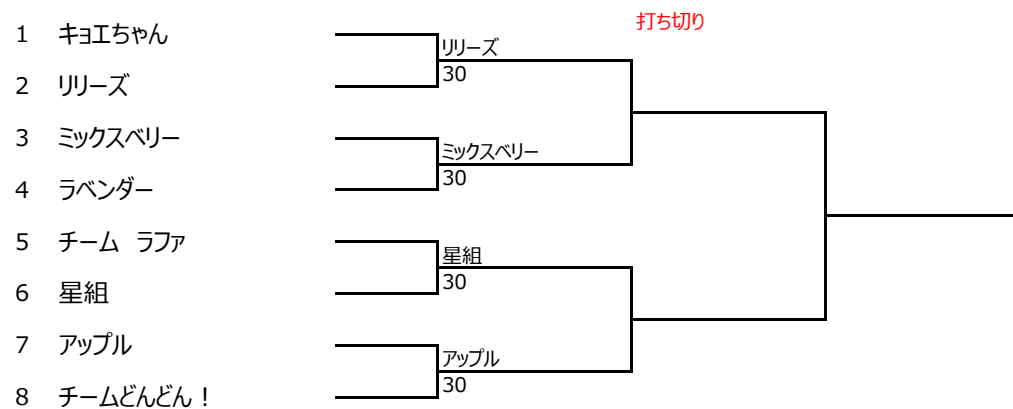 打ち切り
1 キョエちゃん
リリーズ
30
2 リリーズ
3 ミックスベリー
ミックスベリー
30
4 ラベンダー
5 チーム　ラファ
星組
30
6 星組
7 アップル
アップル
30
8 チームどんどん！